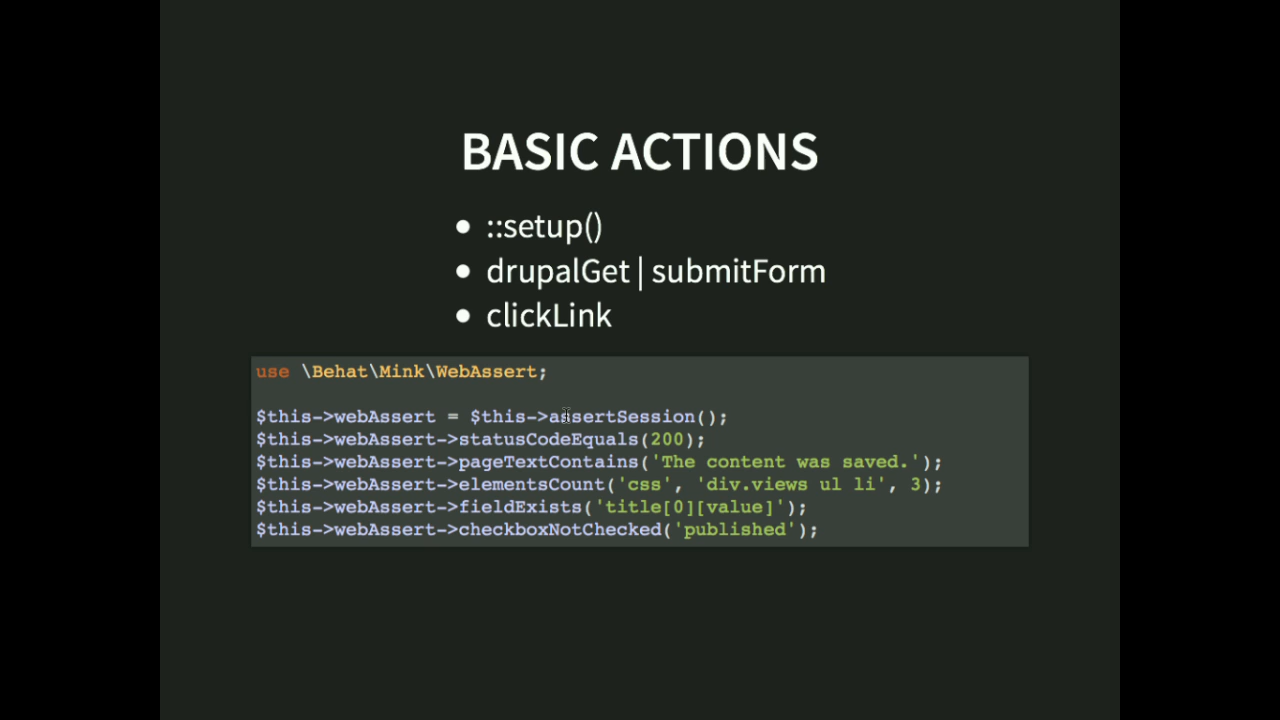 BASIC ACTIONS
• ::setup()
• drupalGet | submitForm
• clickLink
use \Behat\Mink\WebAssert;
$this->webAssert = $this->assertSession();
$this->webAssert->statusCodeEquals(200);
$this->webAssert->pageTextContains('The content was saved.');
$this->webAssert->elementsCount('css', 'div.views ul li', 3);
$this->webAssert->fieldExists('title[0][value]');
$this->webAssert->checkboxNotChecked('published');